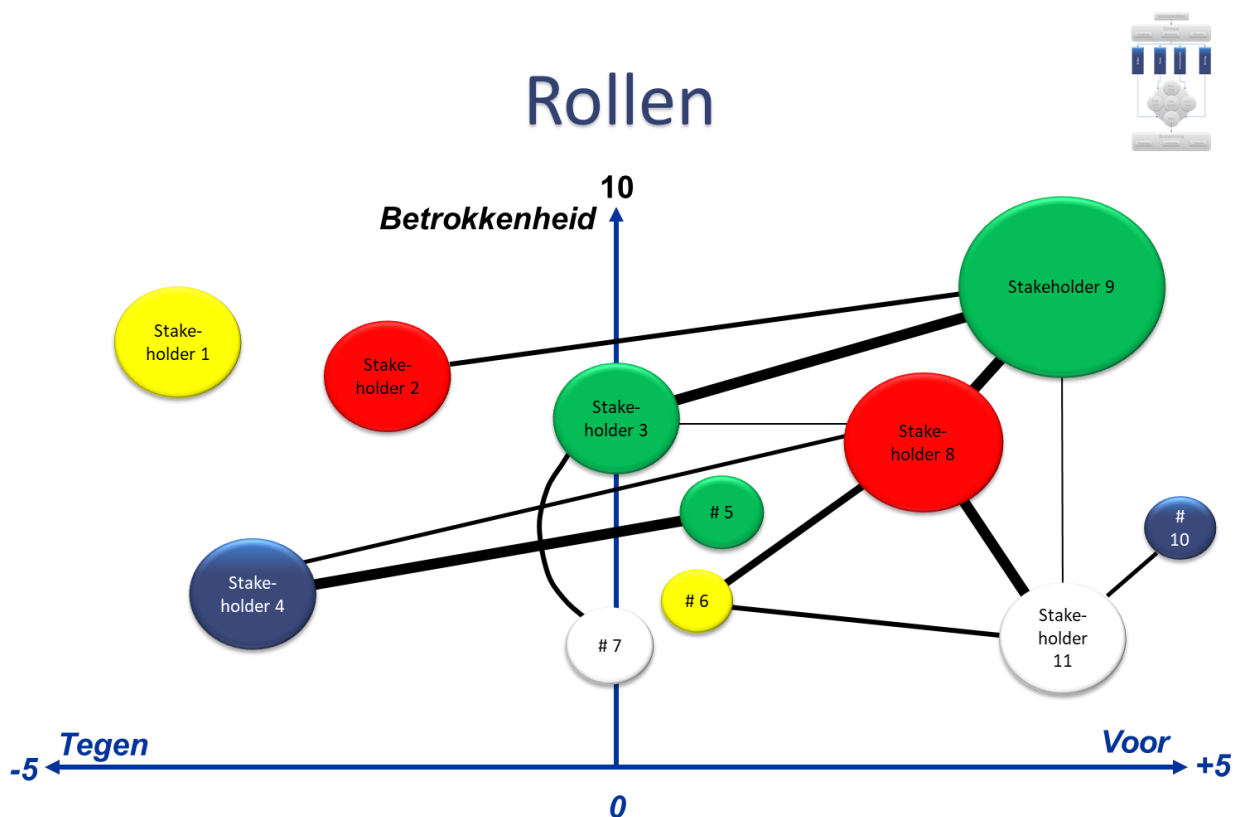 Rollen
10
Betrokkenheid
Stakeholder 9
Stake-
holder 1
Stake-
holder 2
Stake-
holder 3
Stake-
holder 8
# 5
#
10
Stake-
holder 4
# 6
# 7
Stake-
holder
11
Tegen
Voor
-5
+5
0